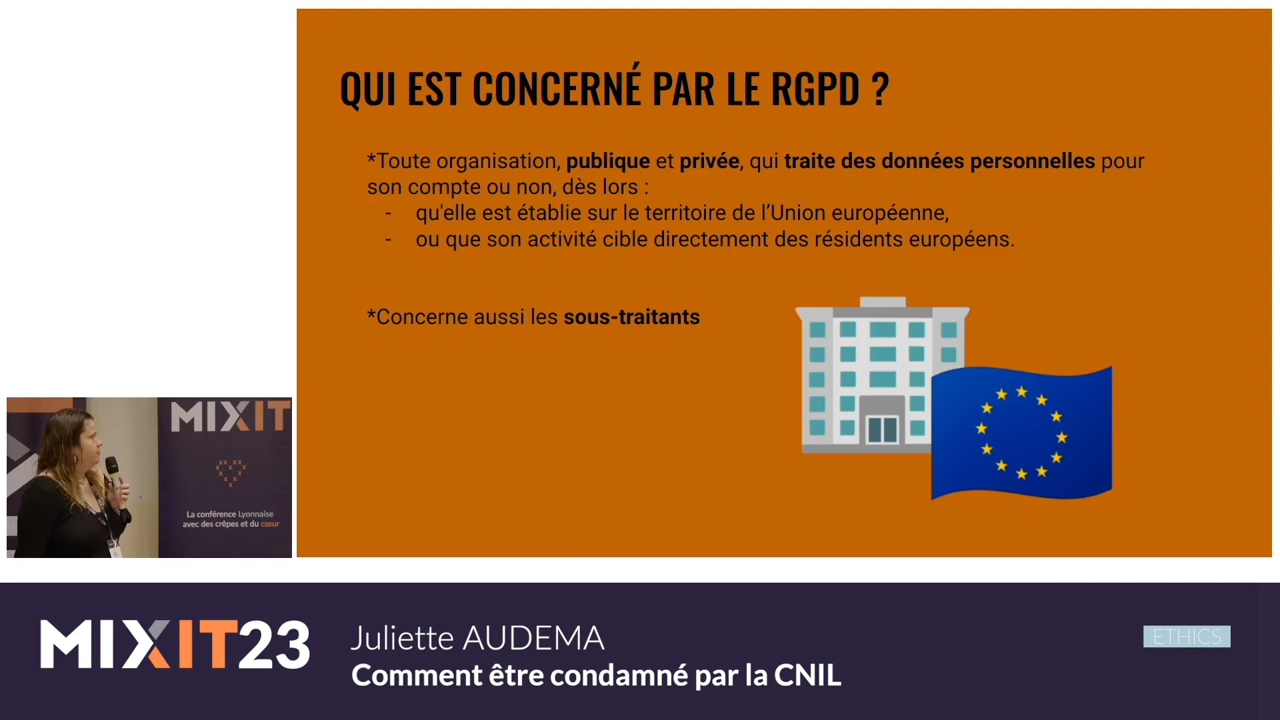 QUI EST CONCERNÉ PAR LE RGPD ?
*Toute organisation, publique et privée, qui traite des données personnelles pour
son compte ou non, dès lors :
- qu'elle est établie sur le territoire de l’Union européenne,
- ou que son activité cible directement des résidents européens.
*Concerne aussi les sous-traitants
MIXIT
La conférence Lyonnaise
avec des crêpes et du cœur
MIXIT23
Juliette AUDEMA
Comment être condamné par la CNIL
ETHICS